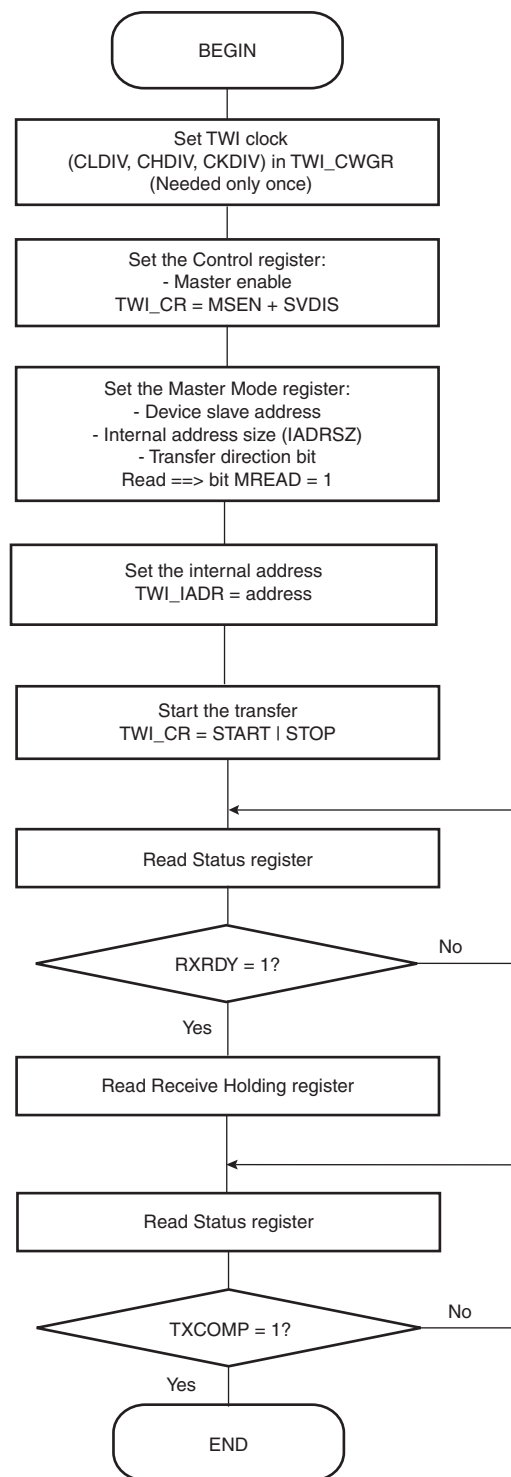 BEGIN
Set TWI clock
(CLDIV, CHDIV, CKDIV) in TWI_CWGR
(Needed only once)
Set the Control register:
- Master enable
TWI_CR = MSEN + SVDIS
Set the Master Mode register:
- Device slave address
- Internal address size (IADRSZ)
- Transfer direction bit
Read ==> bit MREAD = 1
Set the internal address
TWI_IADR = address
Start the transfer
TWI_CR = START | STOP
Read Status register
RXRDY = 1?
No
Yes
Read Receive Holding register
Read Status register
TXCOMP = 1?
No
Yes
END